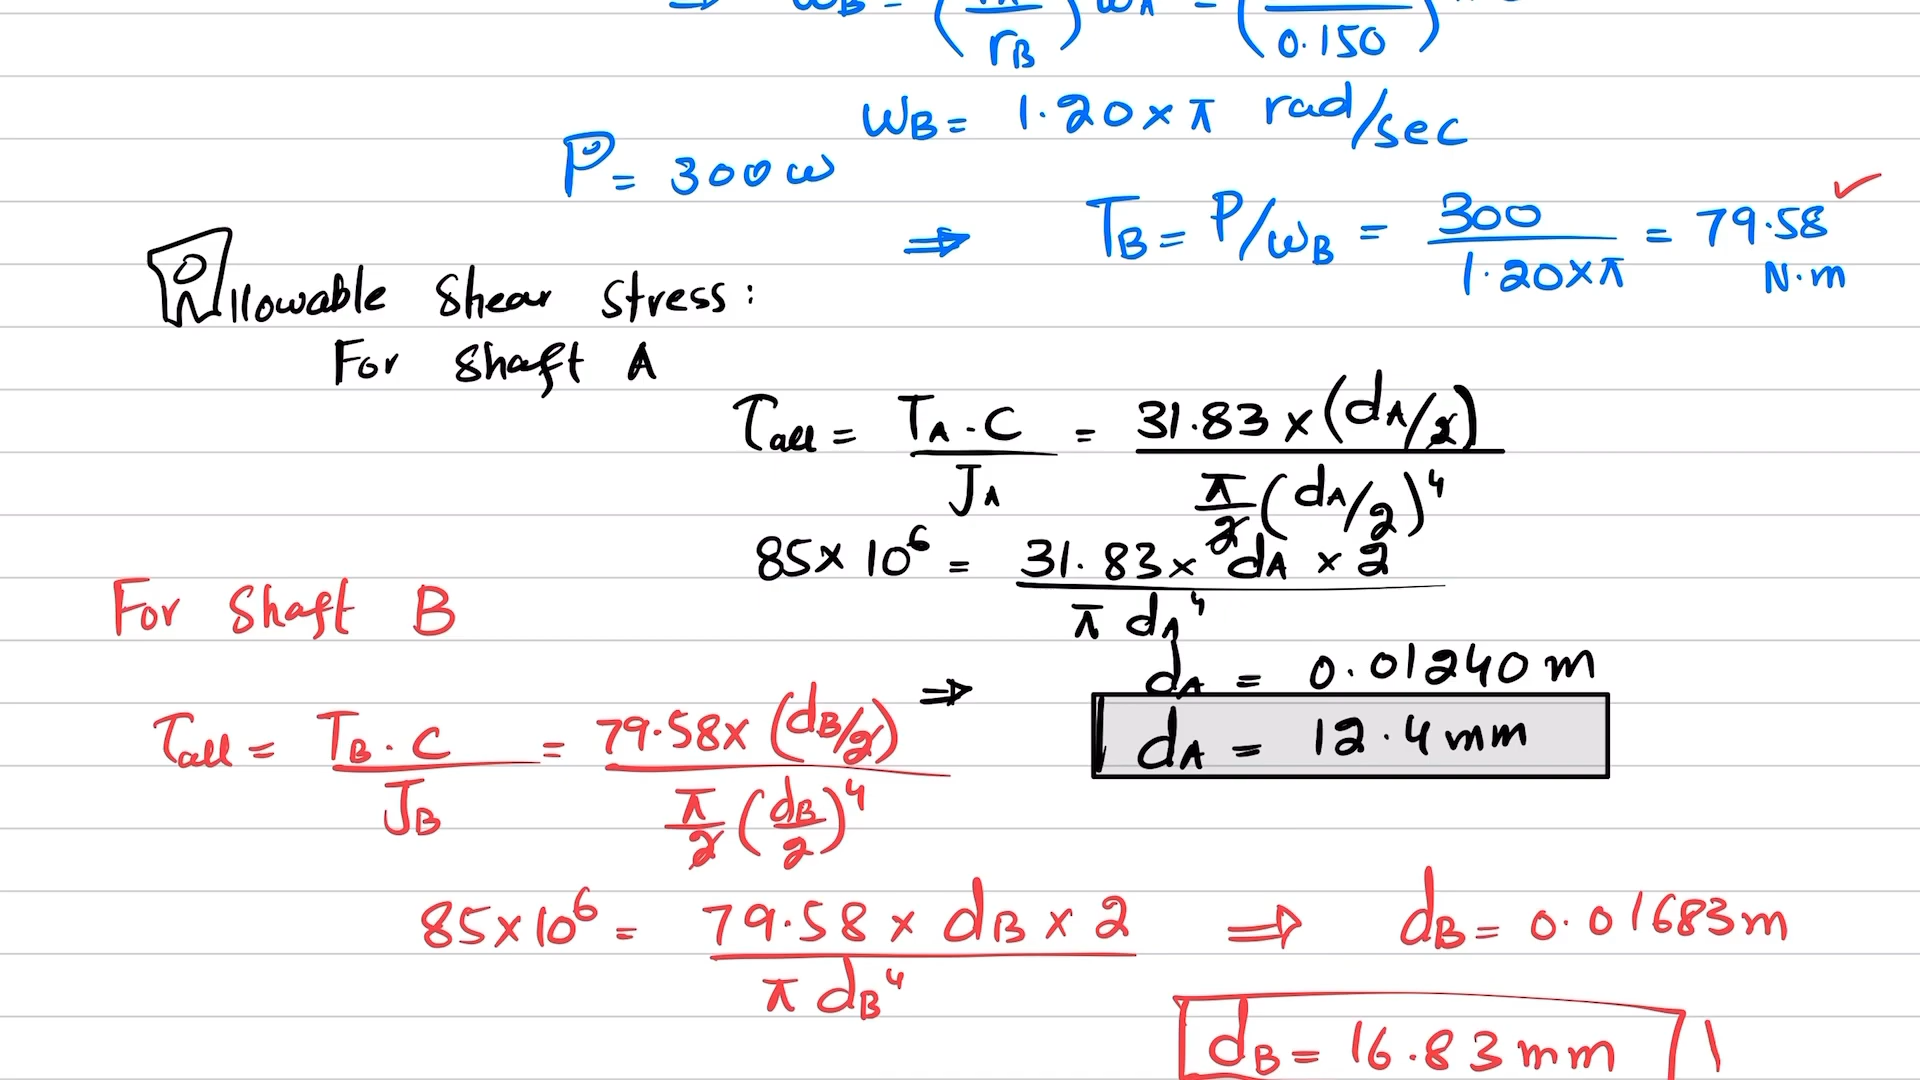 ⇒ ωB = (rA/rB) ωA = ( /0.150)
ωB = 1.20 × π rad/sec
P = 300 W
⇒ TB = P/ωB = 300/(1.20×π) = 79.58 N.m ✓
Allowable Shear Stress :
For Shaft A
τall = TA . C / JA = 31.83 × (dA/2) / (π/2 (dA/2)^4)
85 × 10^6 = 31.83 × dA × 2 / (π dA^4)
⇒ dA = 0.01240 m
dA = 12.4 mm
For Shaft B
τall = TB . C / JB = 79.58 × (dB/2) / (π/2 (dB/2)^4)
85 × 10^6 = 79.58 × dB × 2 / (π dB^4) ⇒ dB = 0.01683 m
dB = 16.83 mm